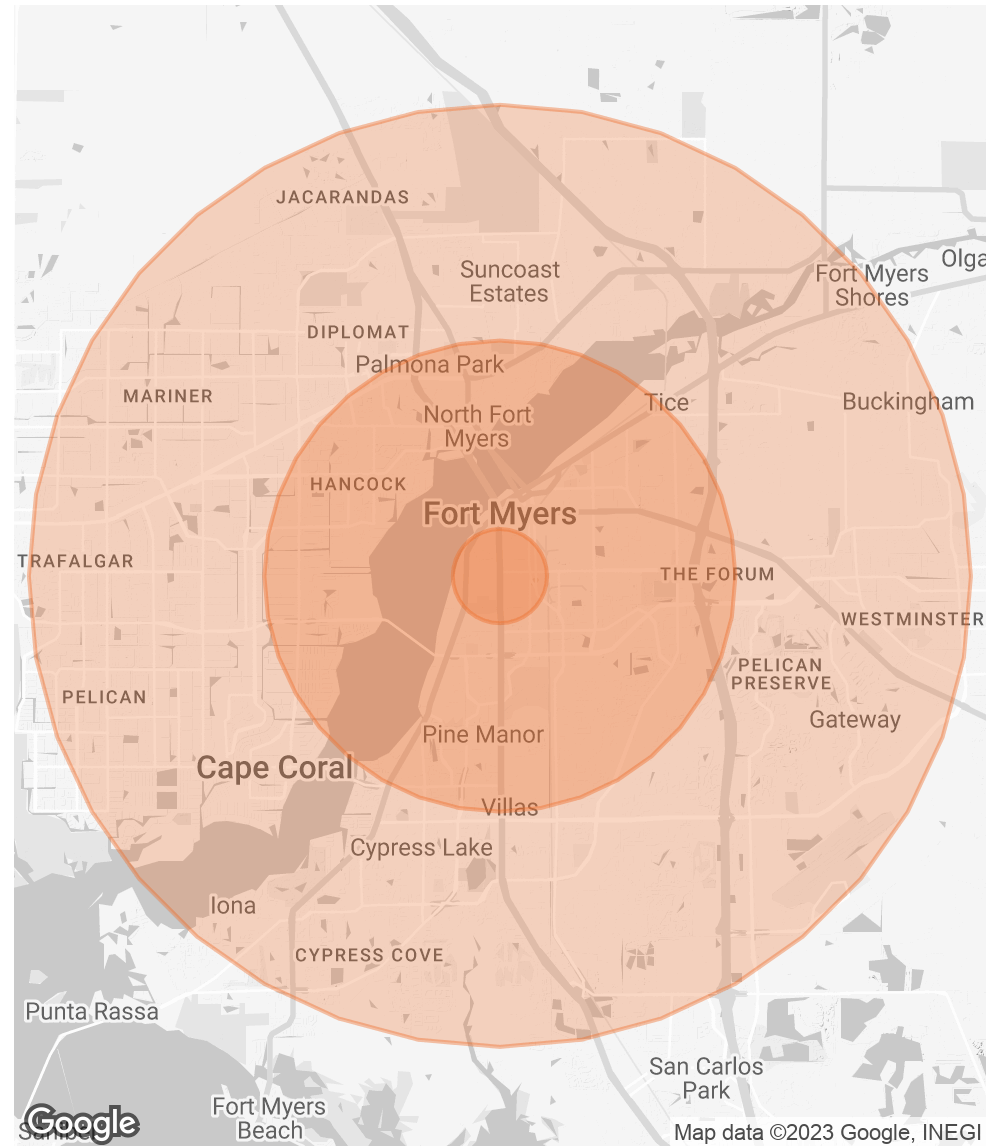 JACARANDAS
Olga
Suncoast
Estates
Fort Myers
Shores
DIPLOMAT
Palmona Park
MARINER
Tice
Buckingham
North Fort
Myers
HANCOCK
Fort Myers
TRAFALGAR
THE FORUM
WESTMINSTER
PELICAN
PRESERVE
PELICAN
Gateway
Pine Manor
Cape Coral
Villas
Cypress Lake
Iona
CYPRESS COVE
Punta Rassa
San Carlos
Park
Fort Myers
Beach
Google
Map data ©2023 Google, INEGI